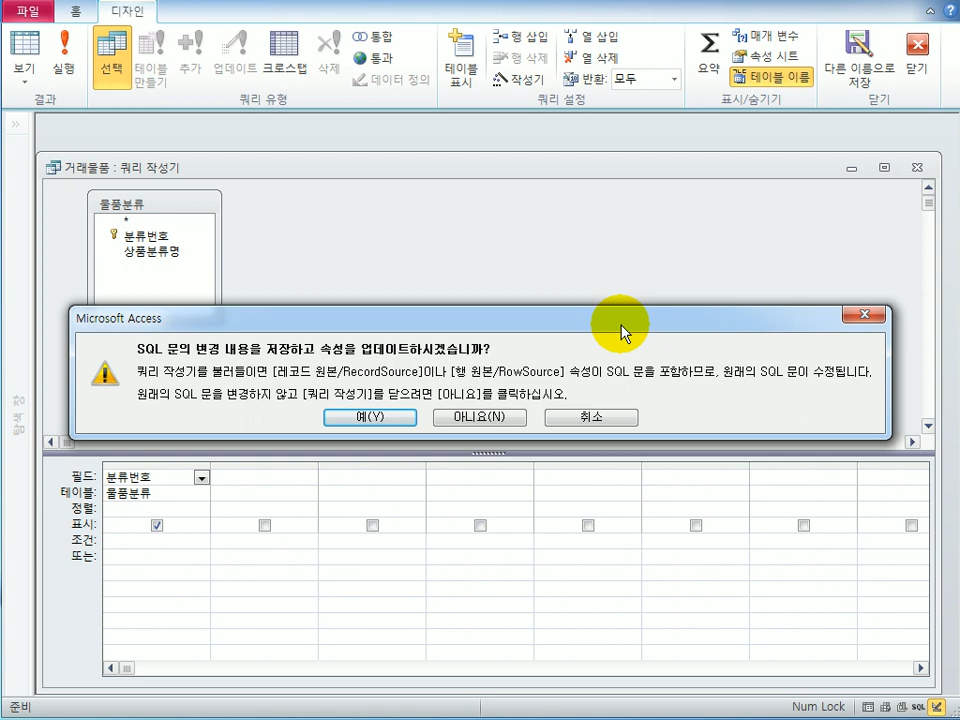 파일 홈 디자인
보기 실행 선택 테이블 만들기 추가 업데이트 크로스탭 삭제
통합
통과
데이터 정의
테이블 표시
행 삽입
행 삭제
작성기
열 삽입
열 삭제
반환: 모두
요약
매개 변수
속성 시트
테이블 이름
다른 이름으로 저장
닫기
결과 쿼리 유형 쿼리 설정 표시/숨기기 닫기
거래물품 : 쿼리 작성기
물품분류
*
분류번호
상품분류명
Microsoft Access
SQL 문의 변경 내용을 저장하고 속성을 업데이트하시겠습니까?
쿼리 작성기를 불러들이면 [레코드 원본/RecordSource]이나 [행 원본/RowSource] 속성이 SQL 문을 포함하므로, 원래의 SQL 문이 수정됩니다.
원래의 SQL 문을 변경하지 않고 [쿼리 작성기]를 닫으려면 [아니요]를 클릭하십시오.
예(Y) 아니요(N) 취소
탐색 창
필드: 분류번호
테이블: 물품분류
정렬:
표시:
조건:
또는:
준비 Num Lock SQL